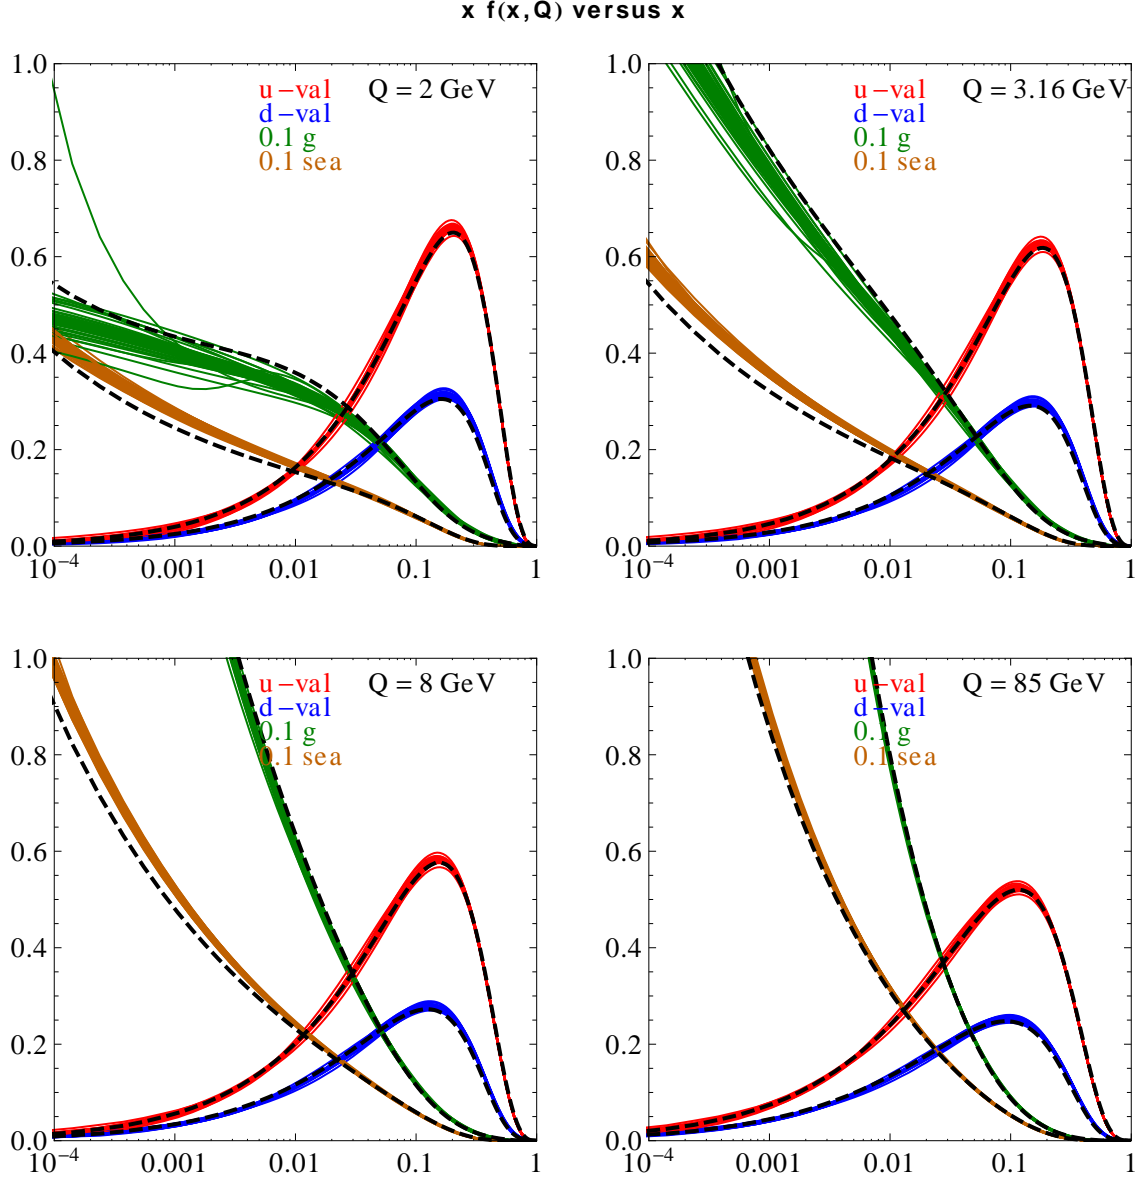 x f(x,Q) versus x
1.0
0.8
0.6
0.4
0.2
0.0
10⁻⁴ 0.001 0.01 0.1 1
u−val
d−val
0.1 g
0.1 sea
Q = 2 GeV
1.0
0.8
0.6
0.4
0.2
0.0
10⁻⁴ 0.001 0.01 0.1 1
u−val
d−val
0.1 g
0.1 sea
Q = 3.16 GeV
1.0
0.8
0.6
0.4
0.2
0.0
10⁻⁴ 0.001 0.01 0.1 1
u−val
d−val
0.1 g
0.1 sea
Q = 8 GeV
1.0
0.8
0.6
0.4
0.2
0.0
10⁻⁴ 0.001 0.01 0.1 1
u−val
d−val
0.1 g
0.1 sea
Q = 85 GeV